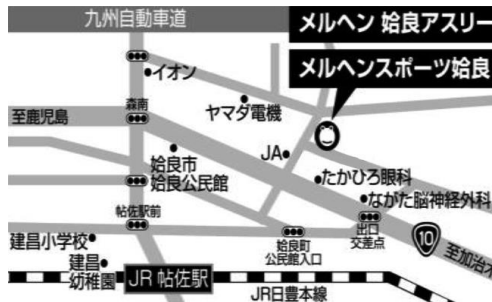 九州自動車道
メルヘン 姶良アスリー
メルヘンスポーツ姶良
イオン
森南
ヤマダ電機
至鹿児島
JA
姶良市
姶良公民館
たかひろ眼科
ながた脳神経外科
帖佐駅前
出口
交差点
10
建昌小学校
姶良町
公民館入口
至加治木
建昌
幼稚園
JR 帖佐駅
JR日豊本線